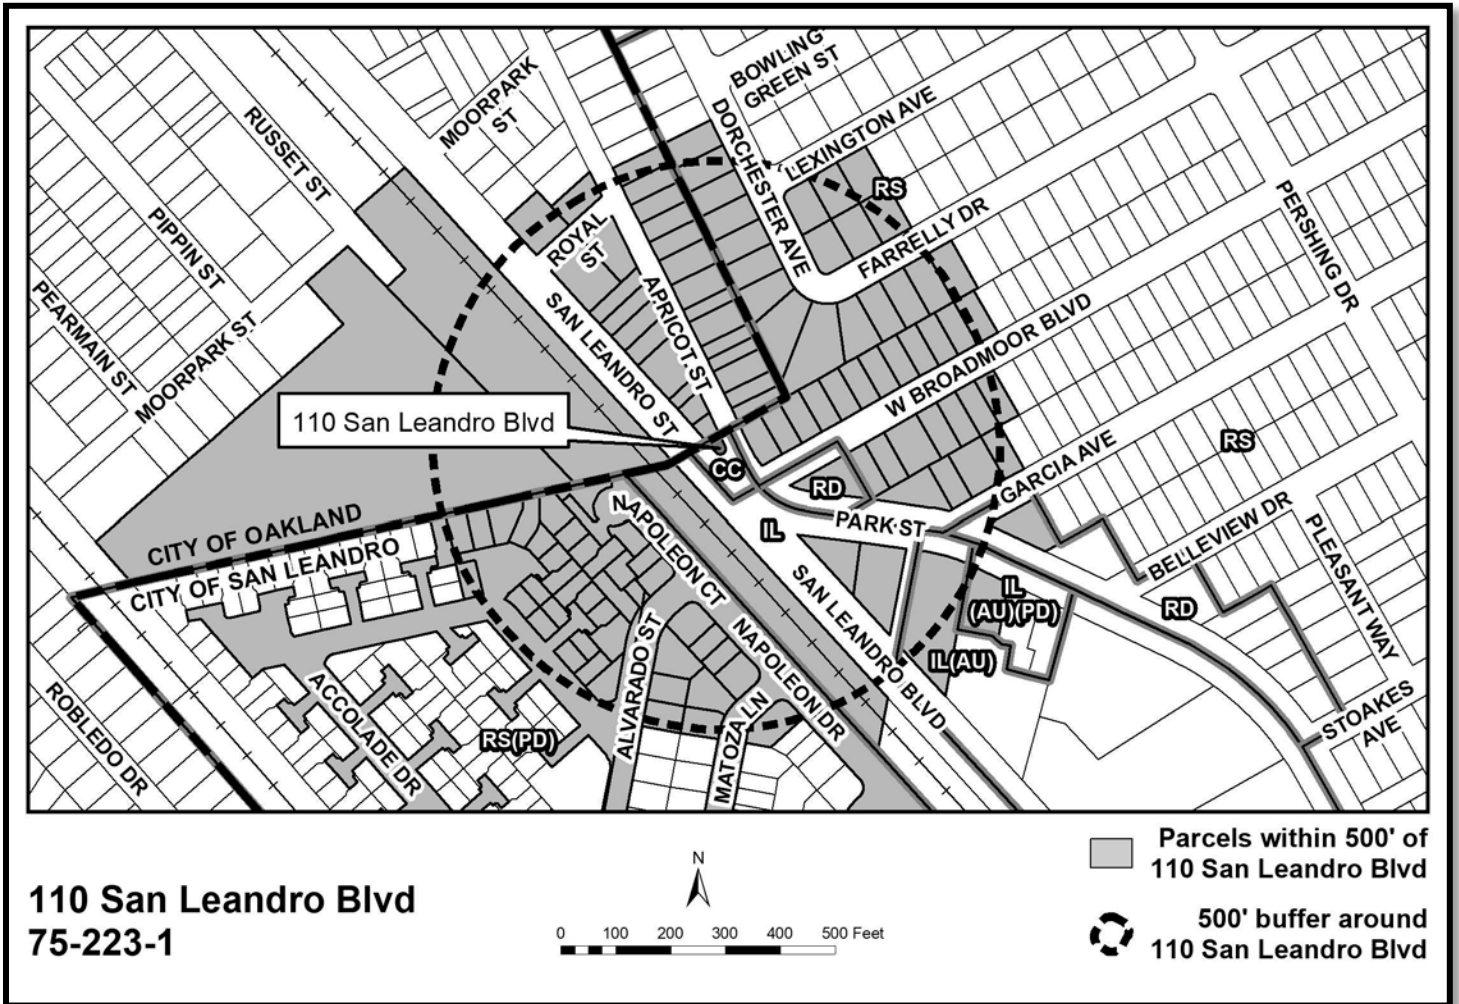 BOWLING
GREEN ST
MOORPARK
ST
RUSSET ST
DORCHESTER AVE
LEXINGTON AVE
RS
PIPPIN ST
ROYAL
ST
FARRELLY DR
PERSHING DR
PEARMAIN ST
MOORPARK ST
SAN LEANDRO ST
APRICOT ST
W BROADMOOR BLVD
110 San Leandro Blvd
CC
RD
GARCIA AVE
RS
CITY OF OAKLAND
CITY OF SAN LEANDRO
NAPOLEON CT
IL
PARK ST
BELLEVIEW DR
PLEASANT WAY
SAN LEANDRO BLVD
IL
(AU)(PD)
RD
IL(AU)
ROBLEDO DR
ACCOLADE DR
RS(PD)
ALVARADO ST
MATOZA LN
NAPOLEON DR
STOAKES
AVE
110 San Leandro Blvd
75-223-1
N
0 100 200 300 400 500 Feet
Parcels within 500' of
110 San Leandro Blvd
500' buffer around
110 San Leandro Blvd